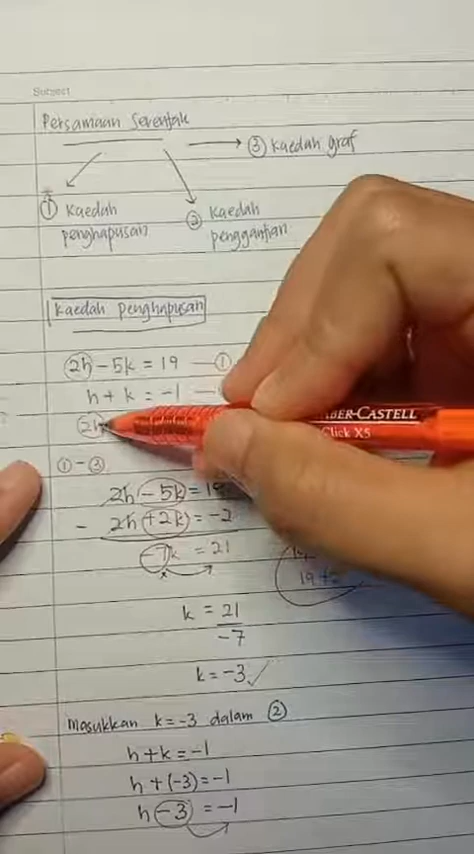 Subject
Persamaan Serentak
③ Kaedah graf
① Kaedah penghapusan
② Kaedah penggantian
Kaedah Penghapusan
2h - 5k = 19 — ①
h + k = -1
① - ③
2h - 5k = 19
- 2h + 2k = -2
-7k = 21
k = 21
-7
k = -3 ✓
Masukkan k = -3 dalam ②
h + k = -1
h + (-3) = -1
h - 3 = -1
BER-CASTELL
Click X5